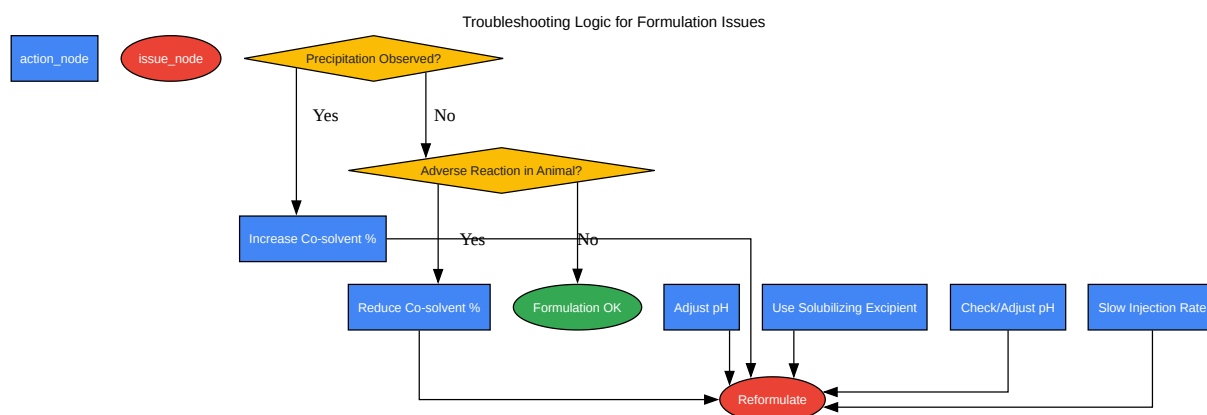 Troubleshooting Logic for Formulation Issues
action_node
issue_node
Precipitation Observed?
Yes
No
Adverse Reaction in Animal?
Increase Co-solvent %
Yes
No
Reduce Co-solvent %
Formulation OK
Adjust pH
Use Solubilizing Excipient
Check/Adjust pH
Slow Injection Rate
Reformulate